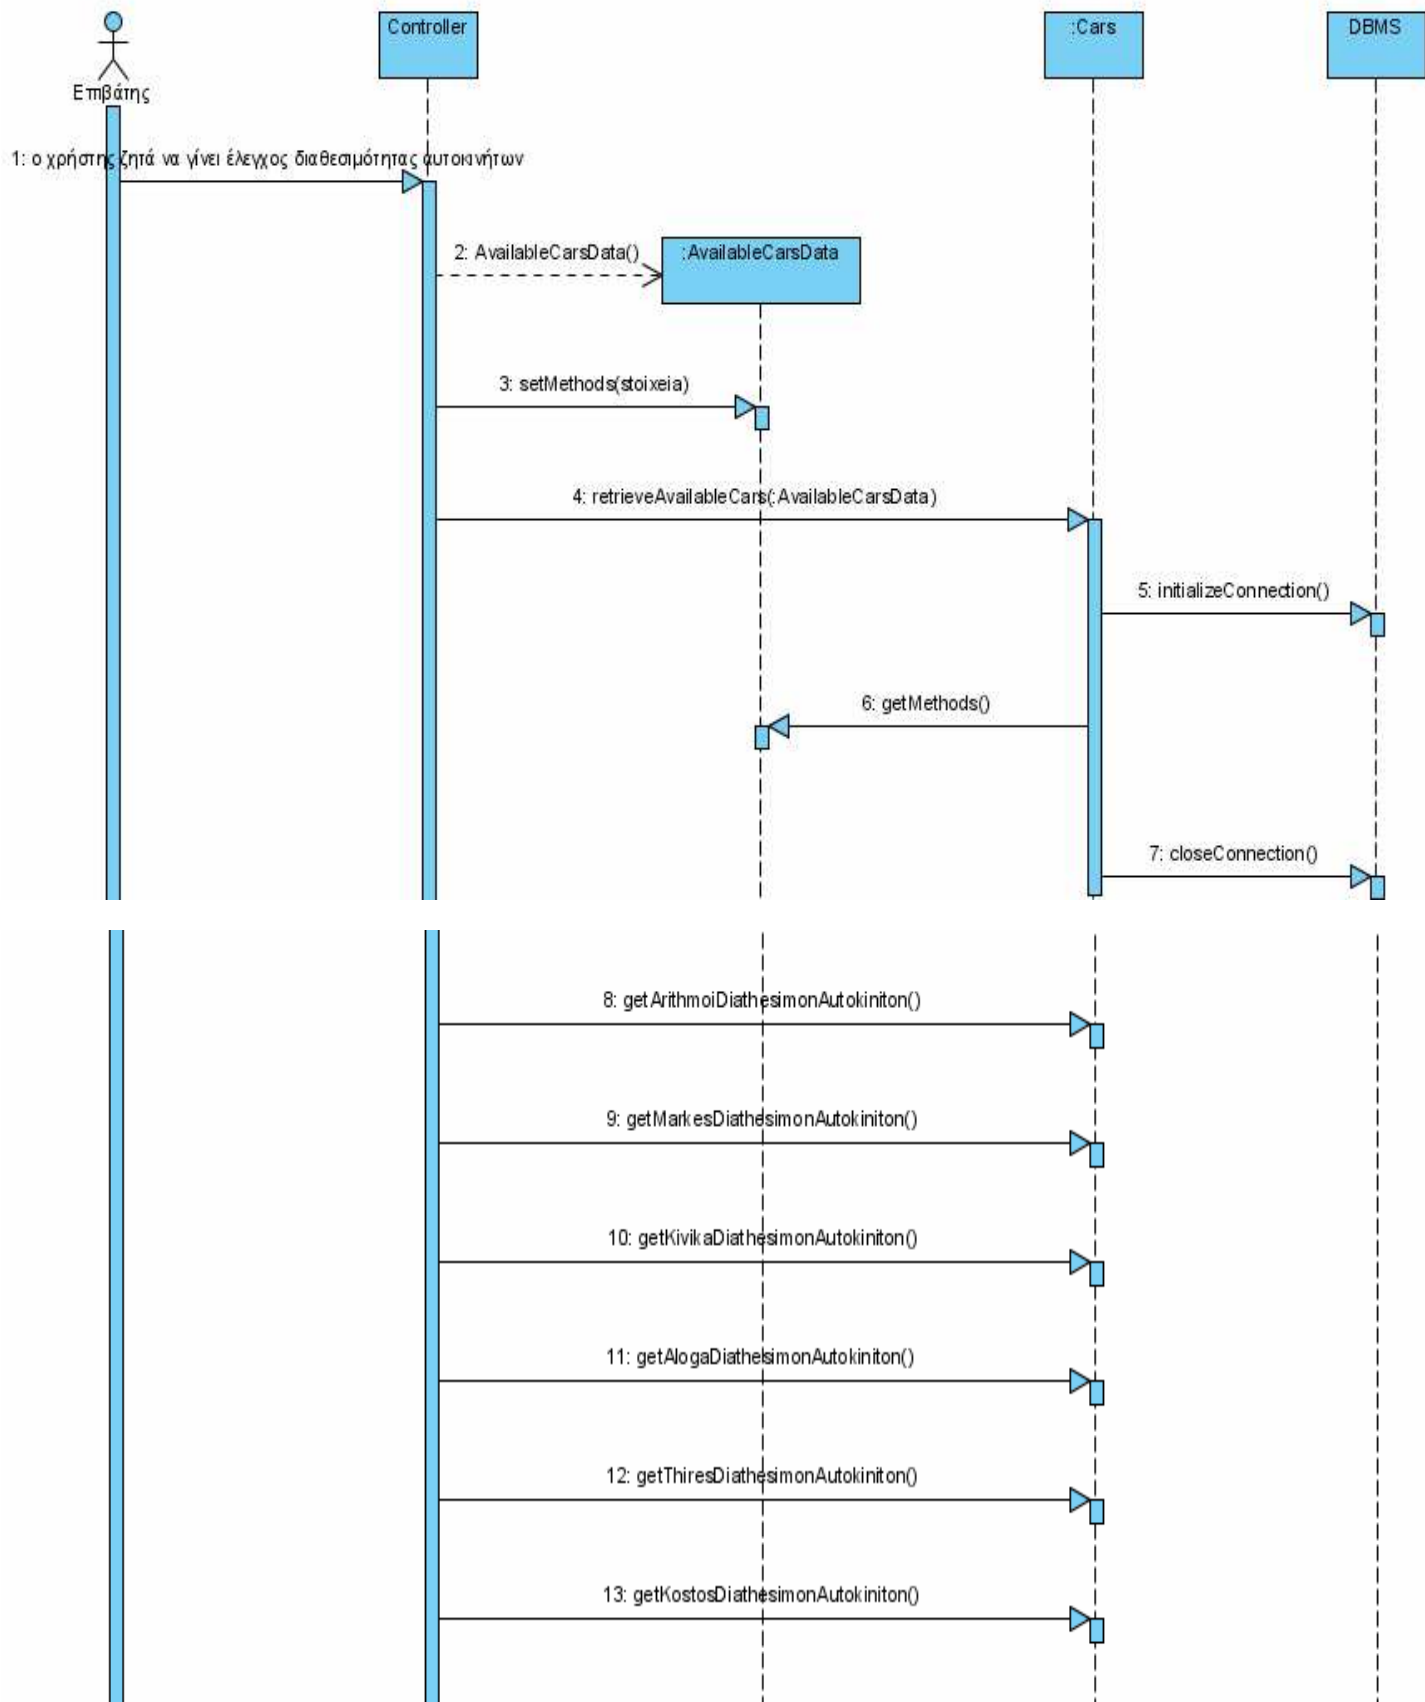 Controller
:Cars
DBMS
Επιβάτης
1: ο χρήστης ζητά να γίνει έλεγχος διαθεσιμότητας αυτοκινήτων
2: AvailableCarsData()
:AvailableCarsData
3: setMethods(stoixeia)
4: retrieveAvailableCars(:AvailableCarsData)
5: initializeConnection()
6: getMethods()
7: closeConnection()
8: getArithmoiDiathesimonAutokiniton()
9: getMarkesDiathesimonAutokiniton()
10: getKivikaDiathesimonAutokiniton()
11: getAlogaDiathesimonAutokiniton()
12: getThiresDiathesimonAutokiniton()
13: getKostosDiathesimonAutokiniton()